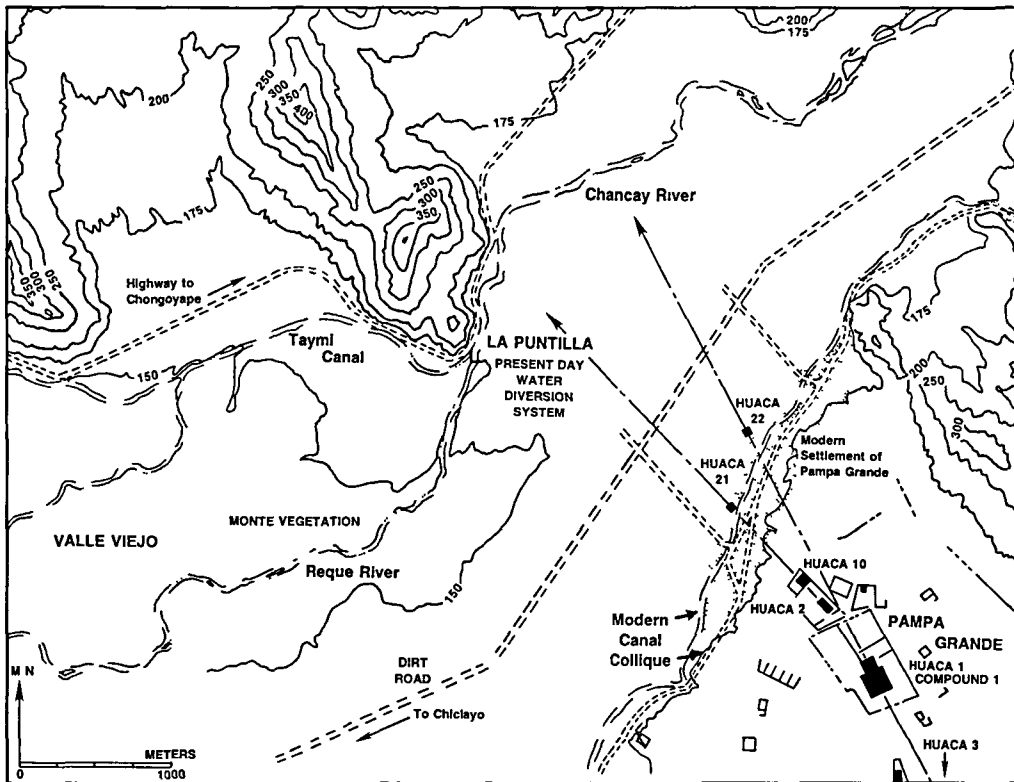 200
175
250
300
350
400
200
175
250
300
350
175
Chancay River
250
300
350
Highway to
Chongoyape
Taymi
Canal
150
LA PUNTILLA
PRESENT DAY
WATER
DIVERSION
SYSTEM
175
200
250
300
HUACA
22
HUACA
21
Modern
Settlement of
Pampa Grande
MONTE VEGETATION
VALLE VIEJO
Reque River
150
HUACA 10
HUACA 2
PAMPA
GRANDE
HUACA 1
COMPOUND 1
Modern
Canal
Collique
DIRT
ROAD
To Chiclayo
M N
METERS
0 1000
HUACA 3